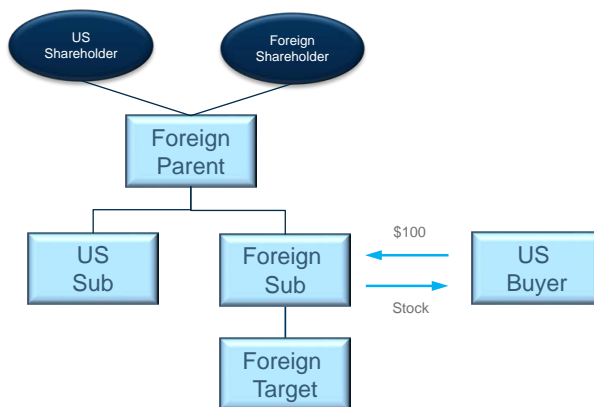 US
Shareholder
Foreign
Shareholder
Foreign
Parent
US
Sub
Foreign
Sub
$100
Stock
US
Buyer
Foreign
Target